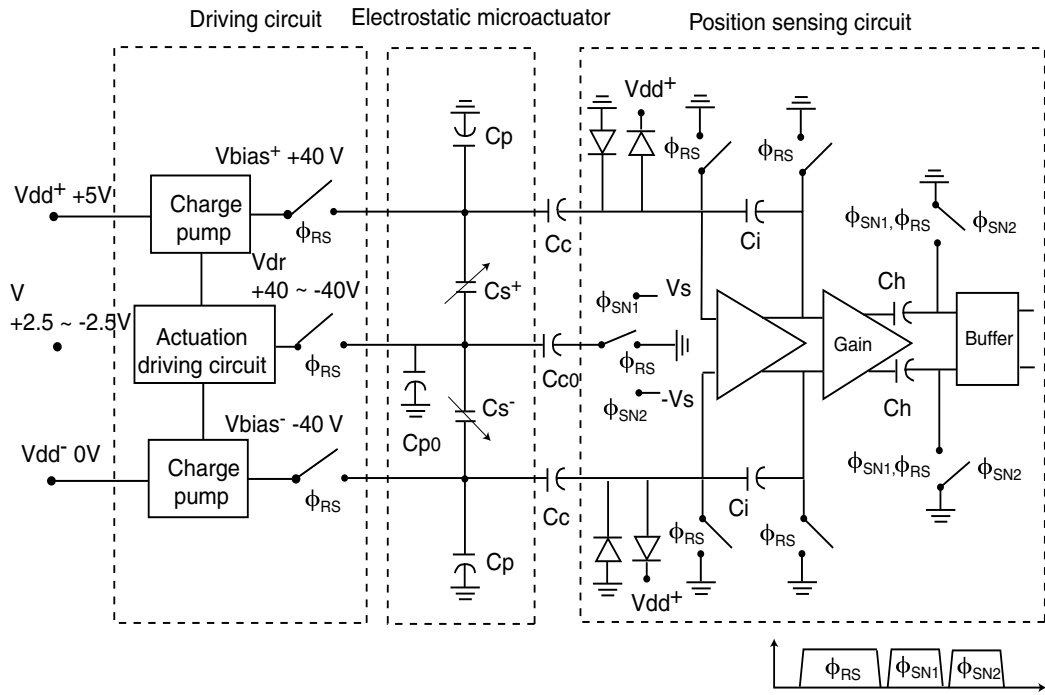 Driving circuit
Electrostatic microactuator
Position sensing circuit
Vdd⁺
Cp
ϕRS
ϕRS
Vbias⁺ +40 V
Vdd⁺ +5V
Charge
pump
ϕRS
Cc
Ci
ϕSN1,ϕRS
ϕSN2
Vdr
+40 ~ -40V
Cs⁺
Vs
ϕSN1
Ch
V
+2.5 ~ -2.5V
Actuation
driving circuit
ϕRS
Cc0
ϕRS
Gain
Buffer
Cp0
Cs⁻
ϕSN2
-Vs
Ch
Vbias⁻ -40 V
Vdd⁻ 0V
Charge
pump
ϕRS
Cc
Ci
ϕSN1,ϕRS
ϕSN2
ϕRS
ϕRS
Cp
Vdd⁺
ϕRS
ϕSN1
ϕSN2